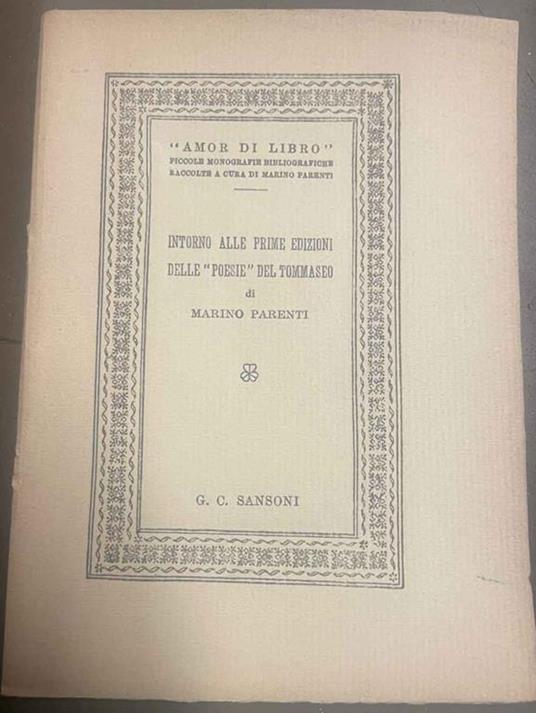 "AMOR DI LIBRO"
PICCOLE MONOGRAFIE BIBLIOGRAFICHE
RACCOLTE A CURA DI MARINO PARENTI
INTORNO ALLE PRIME EDIZIONI
DELLE "POESIE" DEL TOMMASEO
di
MARINO PARENTI
G. C. SANSONI